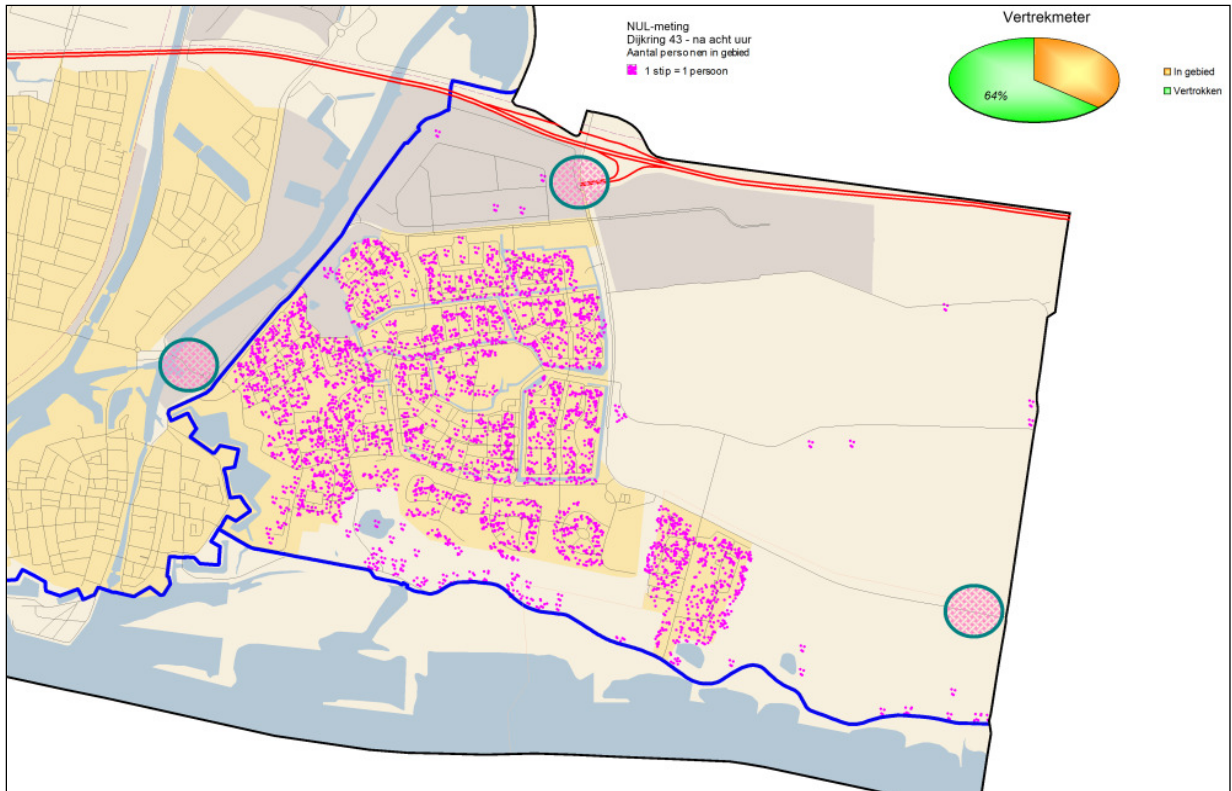 NUL-meting
Dijkring 43 - na acht uur
Aantal personen in gebied
1 stip = 1 persoon
Vertrekmeter
64%
In gebied
Vertrokken